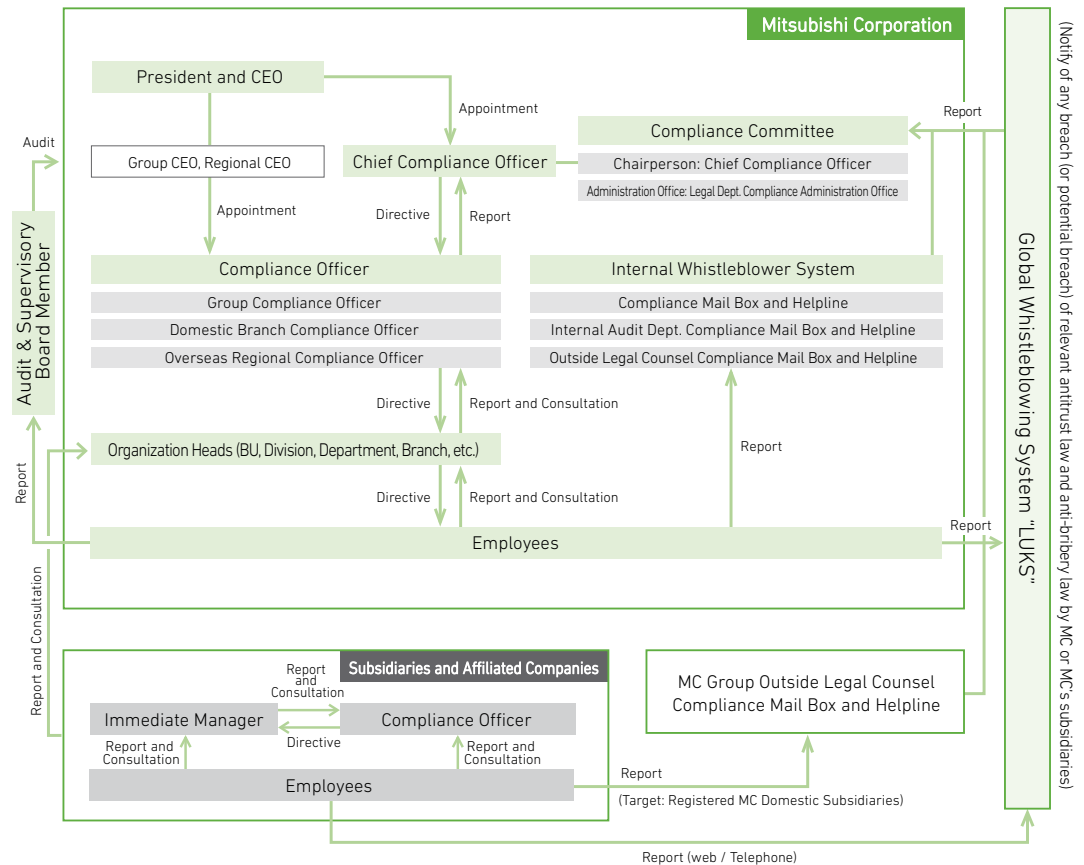 Mitsubishi Corporation
President and CEO
Appointment
Report
Compliance Committee
Audit
Group CEO, Regional CEO
Chief Compliance Officer
Chairperson: Chief Compliance Officer
Administration Office: Legal Dept. Compliance Administration Office
Appointment
Directive
Report
Audit & Supervisory
Board Member
Compliance Officer
Internal Whistleblower System
Group Compliance Officer
Compliance Mail Box and Helpline
Domestic Branch Compliance Officer
Internal Audit Dept. Compliance Mail Box and Helpline
Overseas Regional Compliance Officer
Outside Legal Counsel Compliance Mail Box and Helpline
Directive
Report and Consultation
Organization Heads (BU, Division, Department, Branch, etc.)
Report
Report
Directive
Report and Consultation
Employees
Report
Global Whistleblowing System "LUKS"
(Notify of any breach (or potential breach) of relevant antitrust law and anti-bribery law by MC or MC's subsidiaries)
Report and Consultation
Subsidiaries and Affiliated Companies
Report
and
Consultation
Immediate Manager
Compliance Officer
Directive
Report and
Consultation
Report and
Consultation
Employees
MC Group Outside Legal Counsel
Compliance Mail Box and Helpline
Report
(Target: Registered MC Domestic Subsidiaries)
Report (web / Telephone)